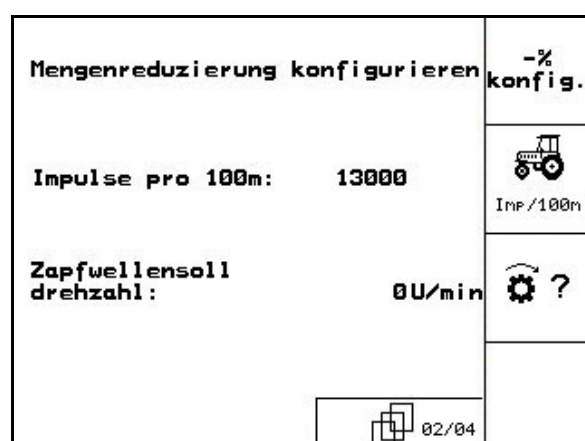 Mengenreduzierung konfigurieren
-%
konfig.
Impulse pro 100m: 13000
Imp/100m
Zapfwellensoll
drehzahl: 0U/min
?
02/04